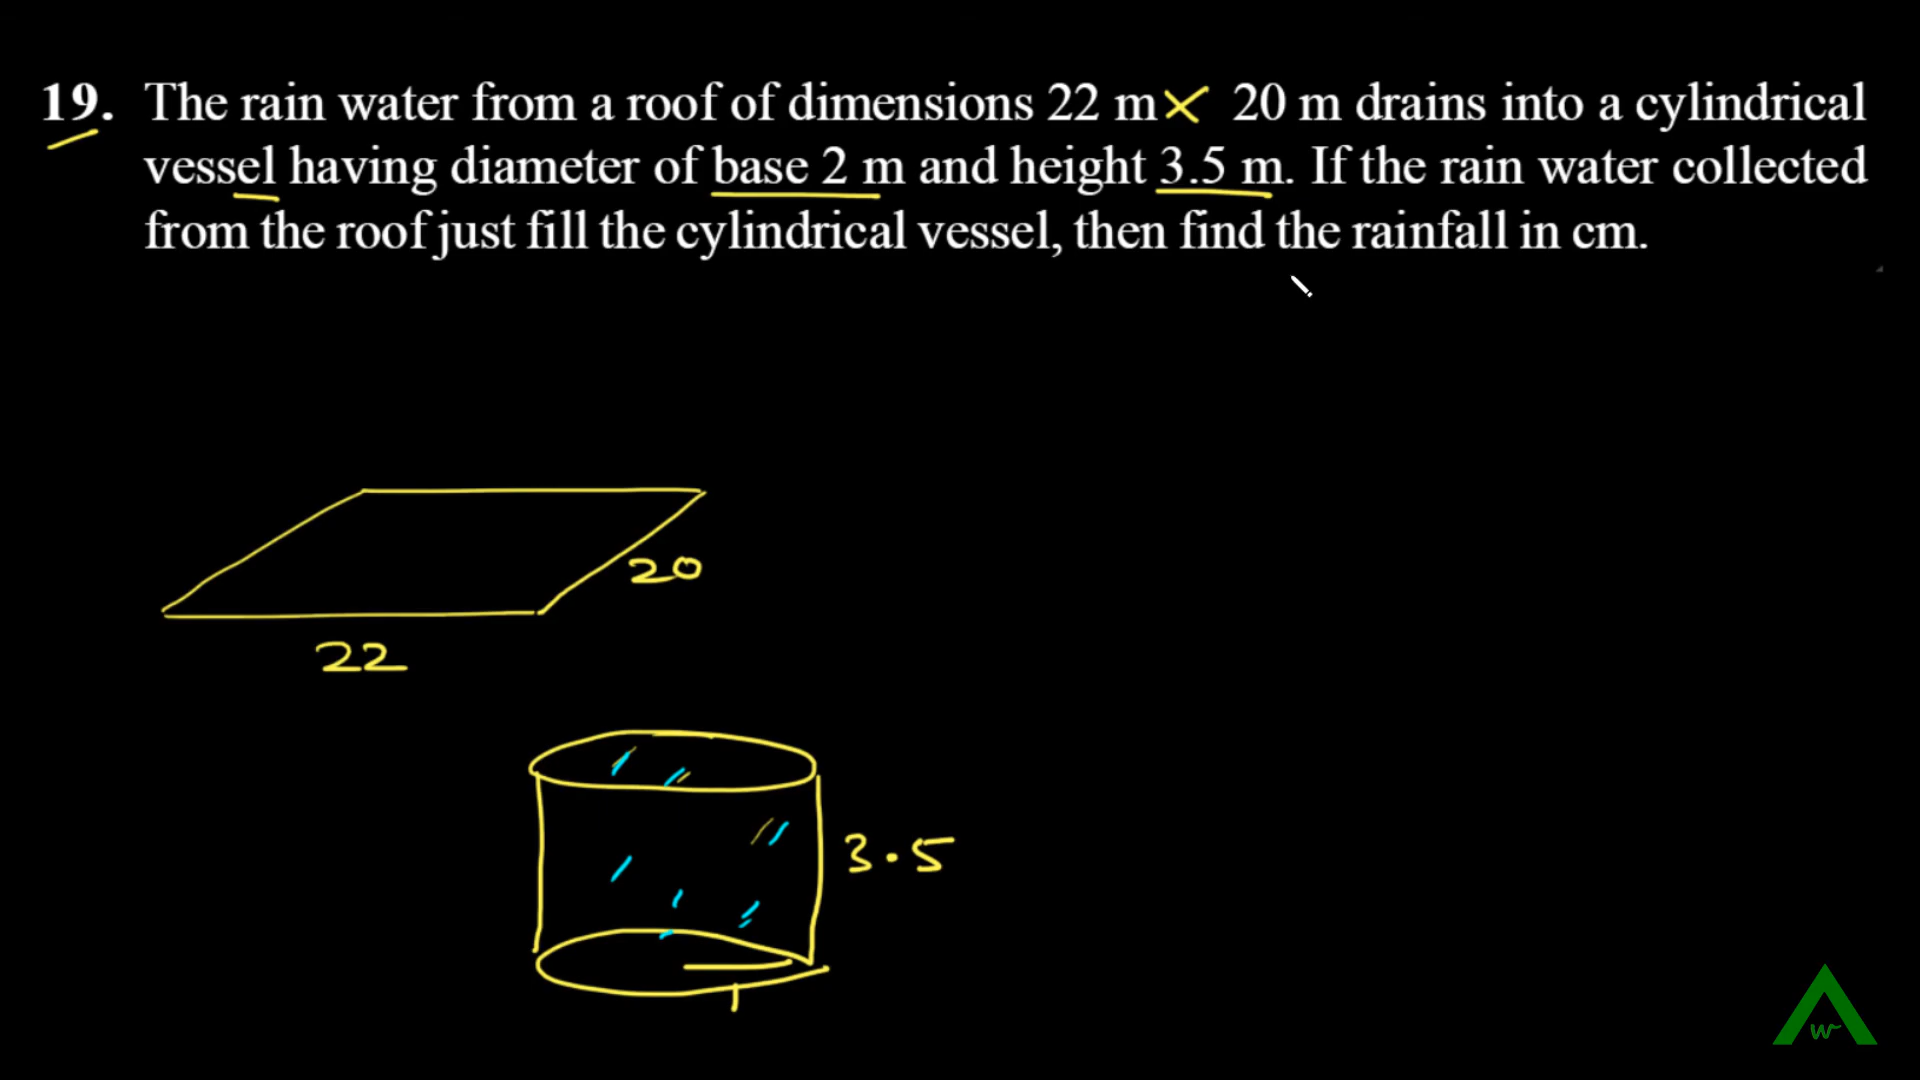 19. The rain water from a roof of dimensions 22 m × 20 m drains into a cylindrical
vessel having diameter of base 2 m and height 3.5 m. If the rain water collected
from the roof just fill the cylindrical vessel, then find the rainfall in cm.
20
22
3.5
1
W